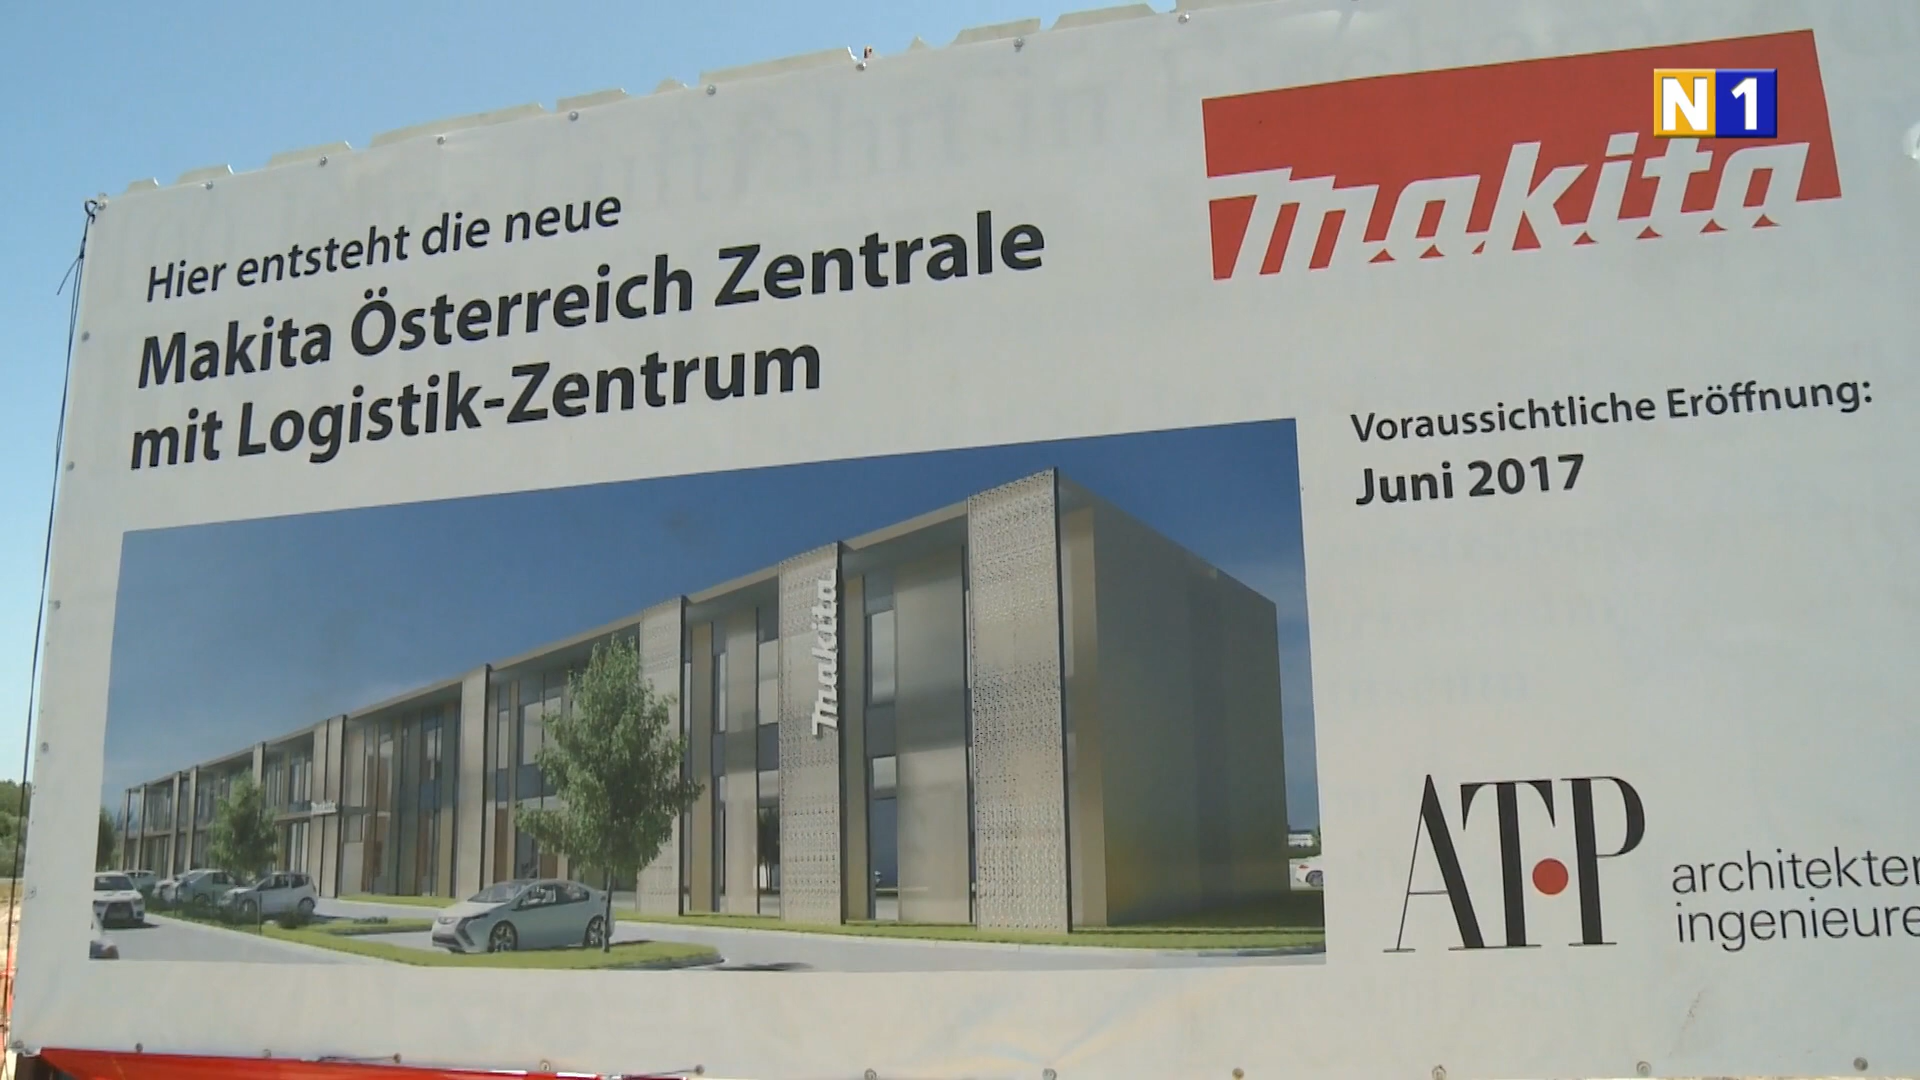 N1
makita
Hier entsteht die neue
Makita Österreich Zentrale
mit Logistik-Zentrum
Voraussichtliche Eröffnung:
Juni 2017
makita
ATP
architekten
ingenieure